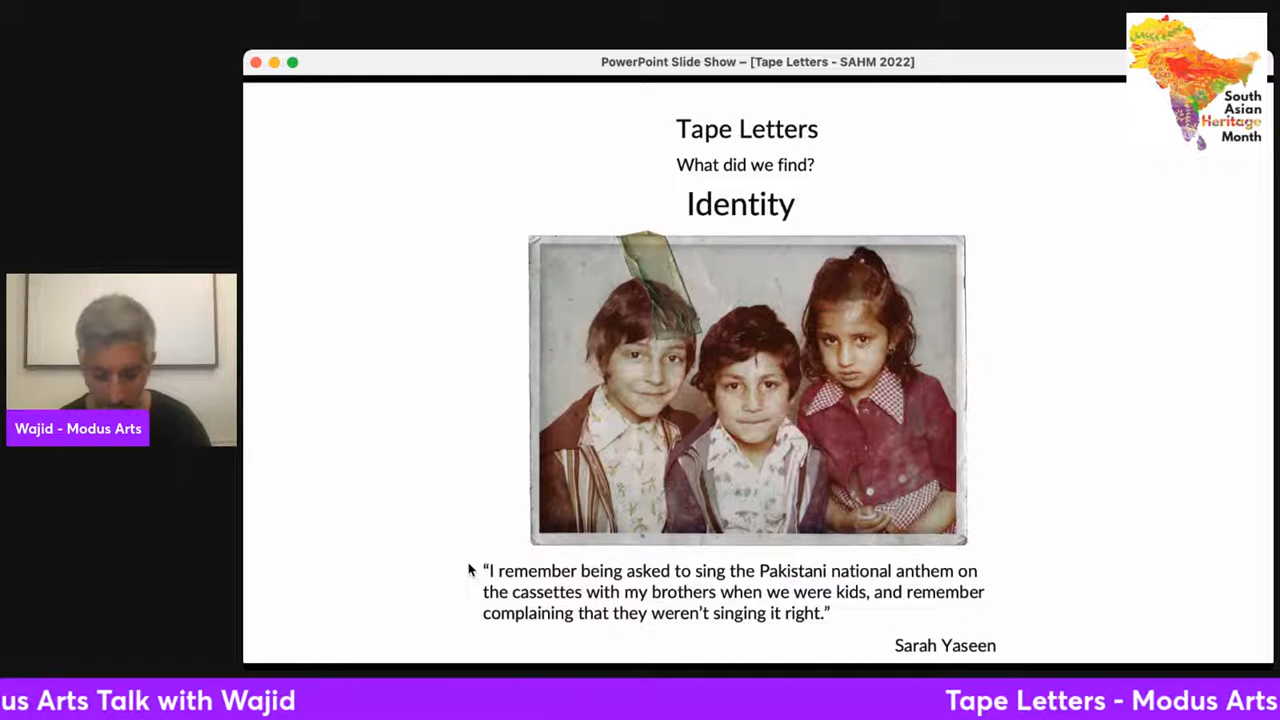 PowerPoint Slide Show – [Tape Letters - SAHM 2022]
South
Asian
Heritage
Month
Tape Letters
What did we find?
Identity
Wajid - Modus Arts
“I remember being asked to sing the Pakistani national anthem on
the cassettes with my brothers when we were kids, and remember
complaining that they weren’t singing it right.”
Sarah Yaseen
us Arts Talk with Wajid
Tape Letters - Modus Arts